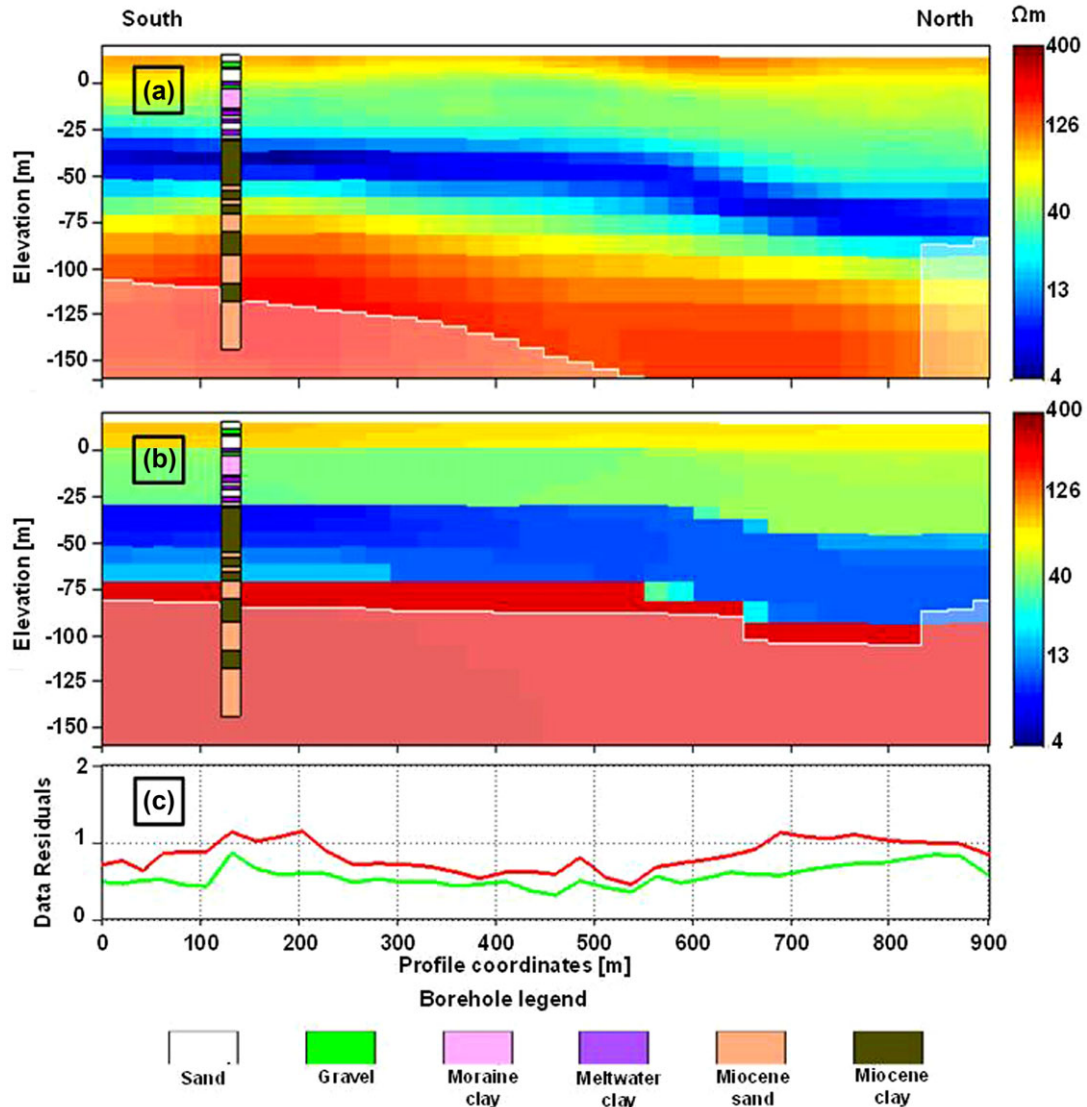 South North Ωm
(a)
Elevation [m]
0
-25
-50
-75
-100
-125
-150
400
126
40
13
4
(b)
Elevation [m]
0
-25
-50
-75
-100
-125
-150
400
126
40
13
4
(c)
Data Residuals
2
1
0
0 100 200 300 400 500 600 700 800 900
Profile coordinates [m]
Borehole legend
Sand
Gravel
Moraine
clay
Meltwater
clay
Miocene
sand
Miocene
clay